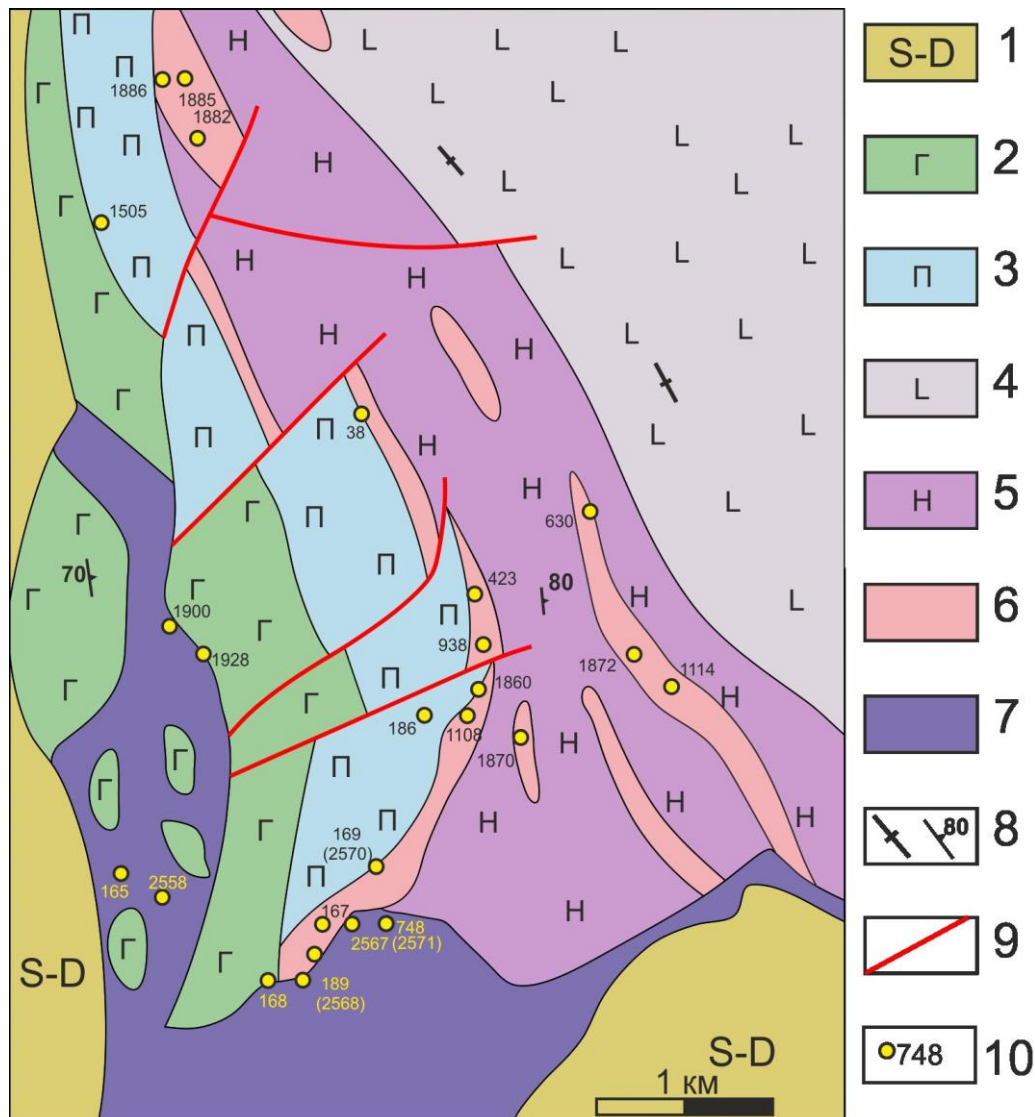 П Н L L L S-D 1
П
1886 1885
1882 L L
П П Н L L Г 2
Г L L
Г 1505
П Н Н L L L П 3
Г П Н Н L L
Г L 4
П 38 П Н L L
Г Н L Н 5
Г П 630
70 Г 423 80 L 6
Г 1900 П Н
1928 Г 938 1872 1114
Г П 1860 Н 7
Г 186 1108
Г П 1870 Н
Г Н Н 80 8
Г 169
(2570) П
165 2558 П
167 Н 9
Г Г 2567 748
(2571)
S-D 168 189
(2568)
S-D
1 км 748 10